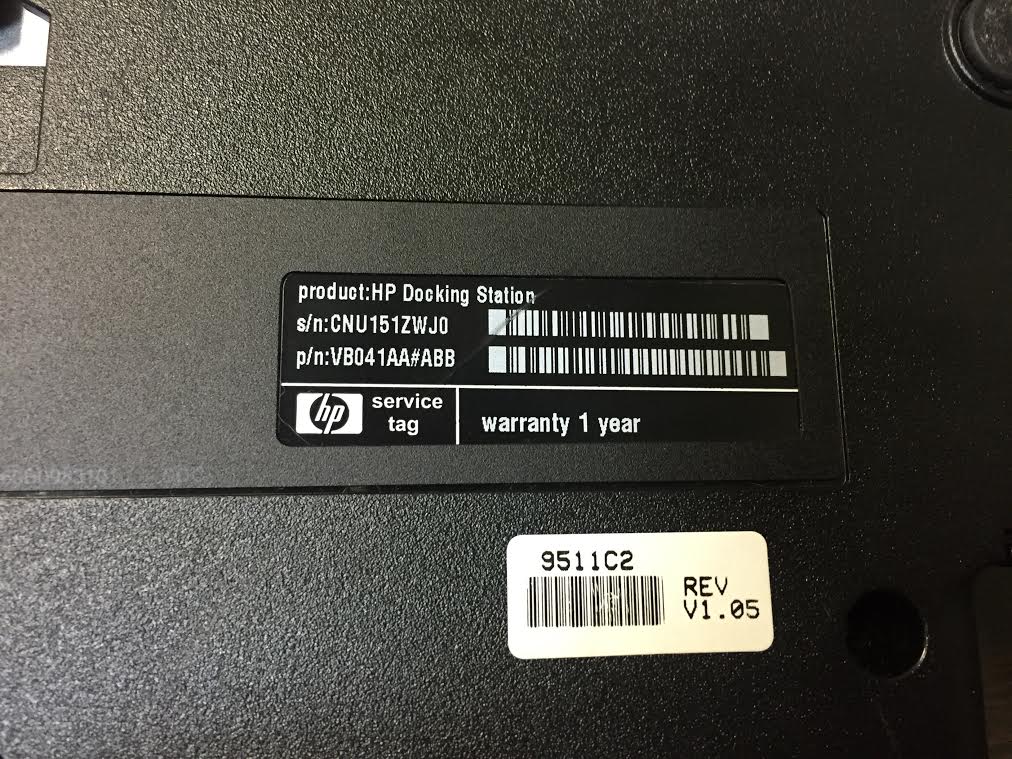 product:HP Docking Station
s/n:CNU151ZWJ0
p/n:VB041AA#ABB
hp
service
tag
warranty 1 year
9511C2
REV
V1.05